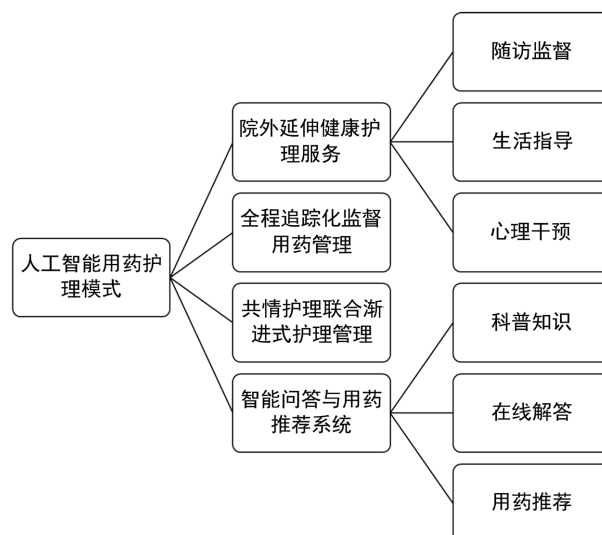 人工智能用药护
理模式
院外延伸健康护
理服务
全程追踪化监督
用药管理
共情护理联合渐
进式护理管理
智能问答与用药
推荐系统
随访监督
生活指导
心理干预
科普知识
在线解答
用药推荐